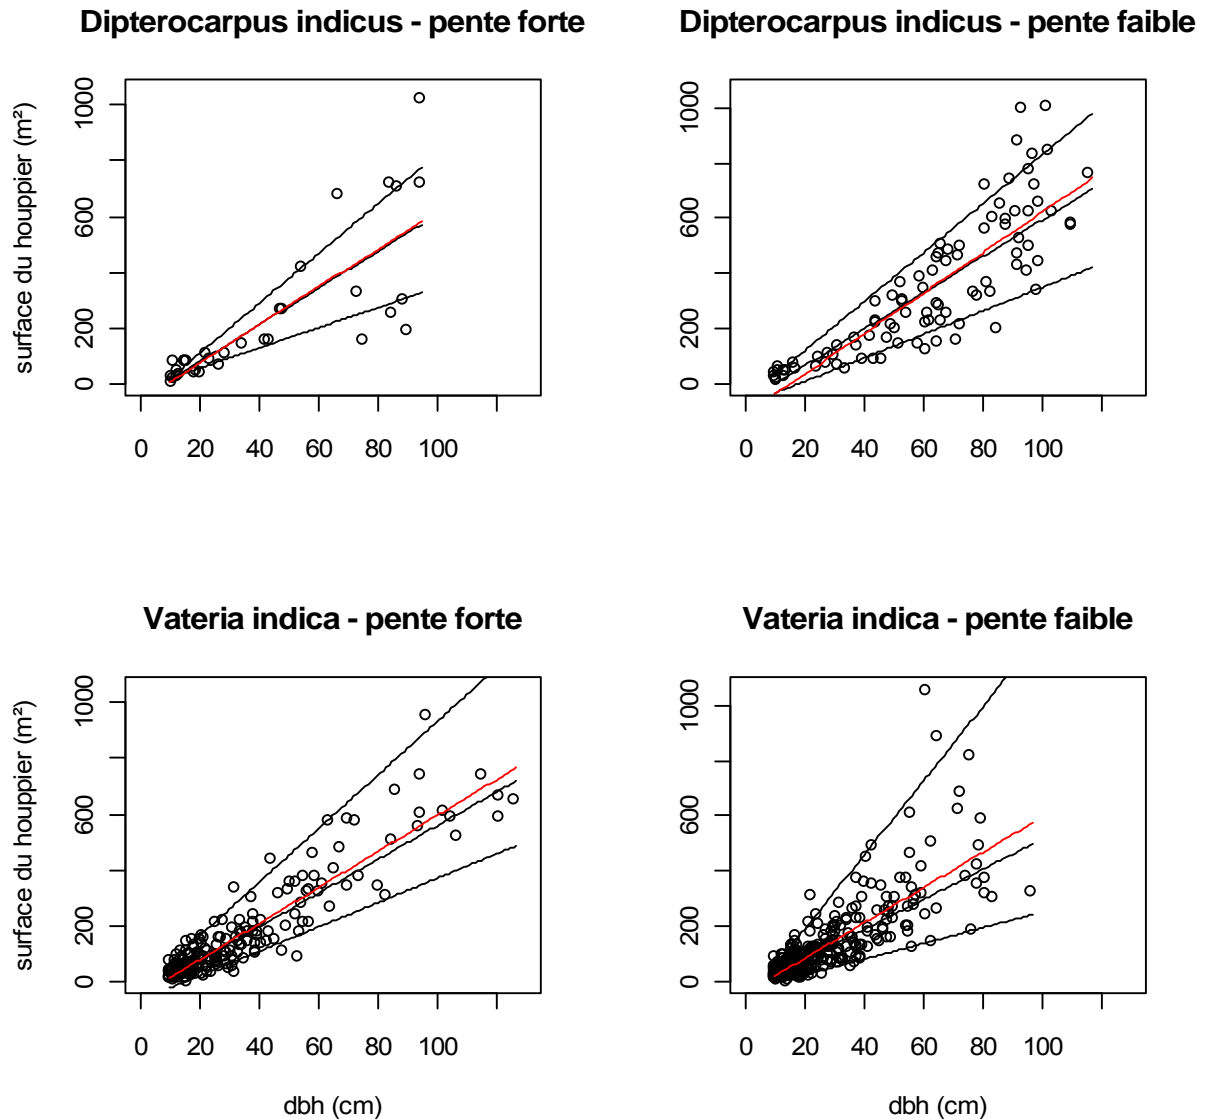 Dipterocarpus indicus - pente forte
surface du houppier (m²)
0 200 600 1000
0 20 40 60 80 100
Dipterocarpus indicus - pente faible
0 200 600 1000
0 20 40 60 80 100
Vateria indica - pente forte
surface du houppier (m²)
0 200 600 1000
0 20 40 60 80 100
dbh (cm)
Vateria indica - pente faible
0 200 600 1000
0 20 40 60 80 100
dbh (cm)